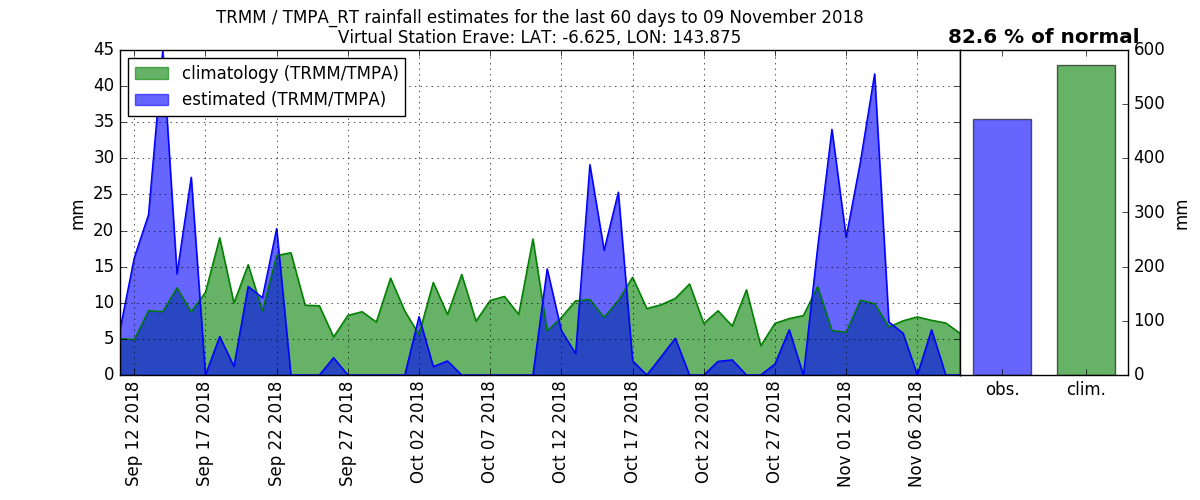 TRMM / TMPA_RT rainfall estimates for the last 60 days to 09 November 2018
Virtual Station Erave: LAT: -6.625, LON: 143.875
82.6 % of normal
climatology (TRMM/TMPA)
estimated (TRMM/TMPA)
45
40
35
30
25
20
15
10
5
0
mm
Sep 12 2018
Sep 17 2018
Sep 22 2018
Sep 27 2018
Oct 02 2018
Oct 07 2018
Oct 12 2018
Oct 17 2018
Oct 22 2018
Oct 27 2018
Nov 01 2018
Nov 06 2018
obs.
clim.
600
500
400
300
200
100
0
mm